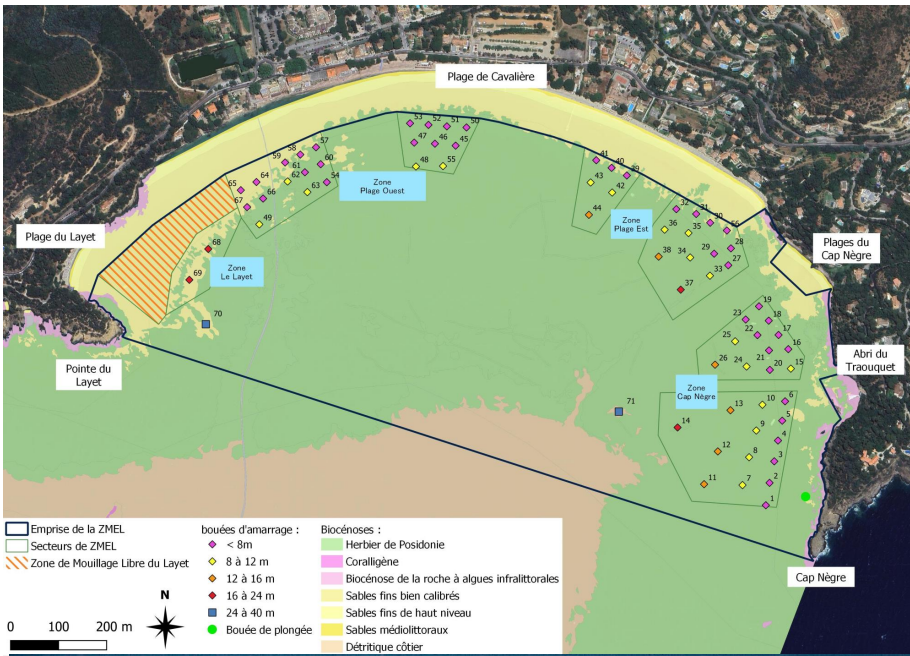 Plage de Cavalière
53 52 51 50
57
58
47 46 45
59
60
61
48 55
41
40
62
64
39
43
65
54
63
Zone
Plage Ouest
42
66
67
32
44
31
30
Zone
Plage Est
49
36 35 56
Plage du Layet
68
28
29
38 34
27
Plages du
Cap Nègre
Zone
Le Layet
69
33
37
19
70
23 18
22 17
Pointe du
Layet
25
16
Abri du
Traouquet
21
26 24 20 15
Zone
Cap Nègre
71
13 10 6
5
14
9
4
12 8
3
11 7 2
1
Cap Nègre
Emprise de la ZMEL
Secteurs de ZMEL
Zone de Mouillage Libre du Layet
N
0 100 200 m
bouées d'amarrage :
< 8m
8 à 12 m
12 à 16 m
16 à 24 m
24 à 40 m
Bouée de plongée
Biocénoses :
Herbier de Posidonie
Coralligène
Biocénose de la roche à algues infralittorales
Sables fins bien calibrés
Sables fins de haut niveau
Sables médiolittoraux
Détritique côtier